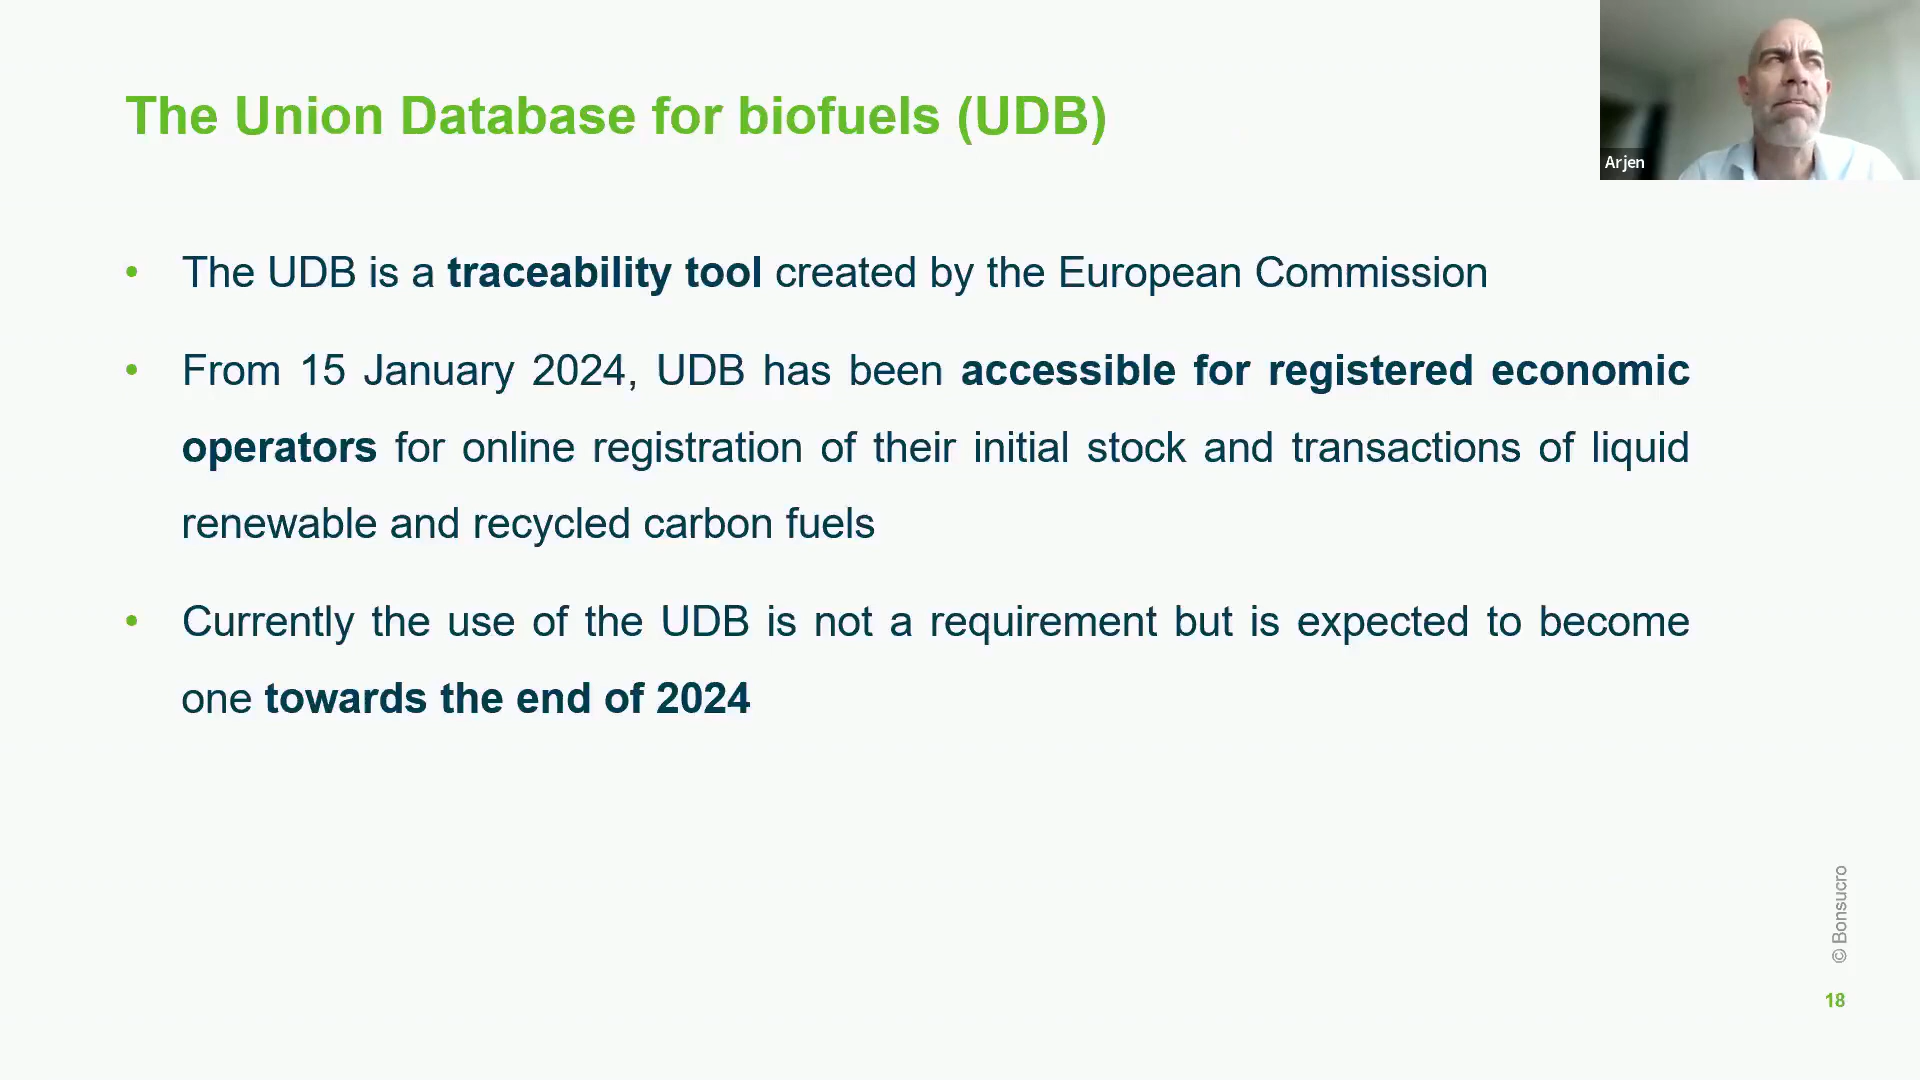 The Union Database for biofuels (UDB)
Arjen
• The UDB is a traceability tool created by the European Commission
• From 15 January 2024, UDB has been accessible for registered economic
operators for online registration of their initial stock and transactions of liquid
renewable and recycled carbon fuels
• Currently the use of the UDB is not a requirement but is expected to become
one towards the end of 2024
© Bonsucro
18